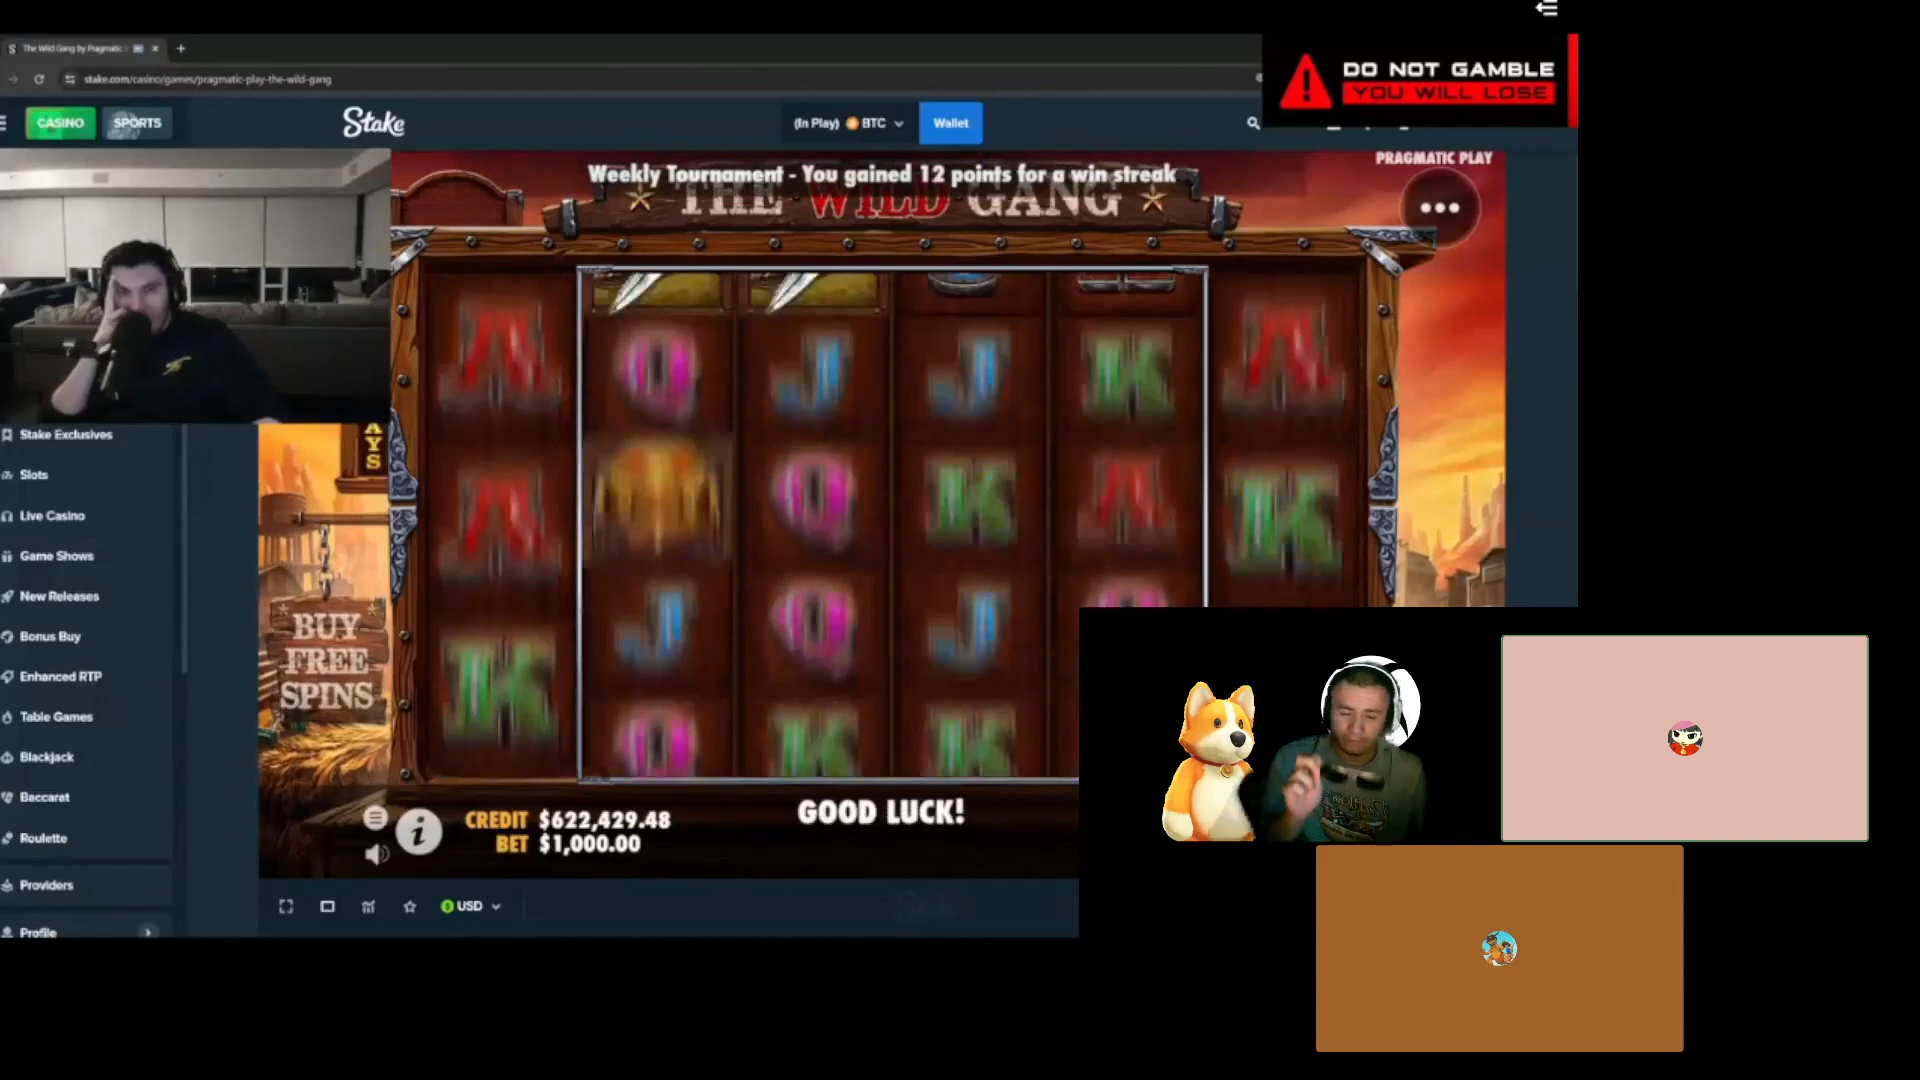 The Wild Gang by Pragmatic
stake.com/casino/games/pragmatic-play-the-wild-gang
DO NOT GAMBLE
YOU WILL LOSE
CASINO
SPORTS
Stake
(In Play) BTC
Wallet
PRAGMATIC PLAY
Weekly Tournament - You gained 12 points for a win streak
THE WILD GANG
A Q J J K A
A Q K A K
J Q J Q
K Q K K
AYS
Stake Exclusives
Slots
Live Casino
Game Shows
New Releases
Bonus Buy
Enhanced RTP
Table Games
Blackjack
Baccarat
Roulette
Providers
Profile
BUY
FREE
SPINS
CREDIT $622,429.48
BET $1,000.00
GOOD LUCK!
USD